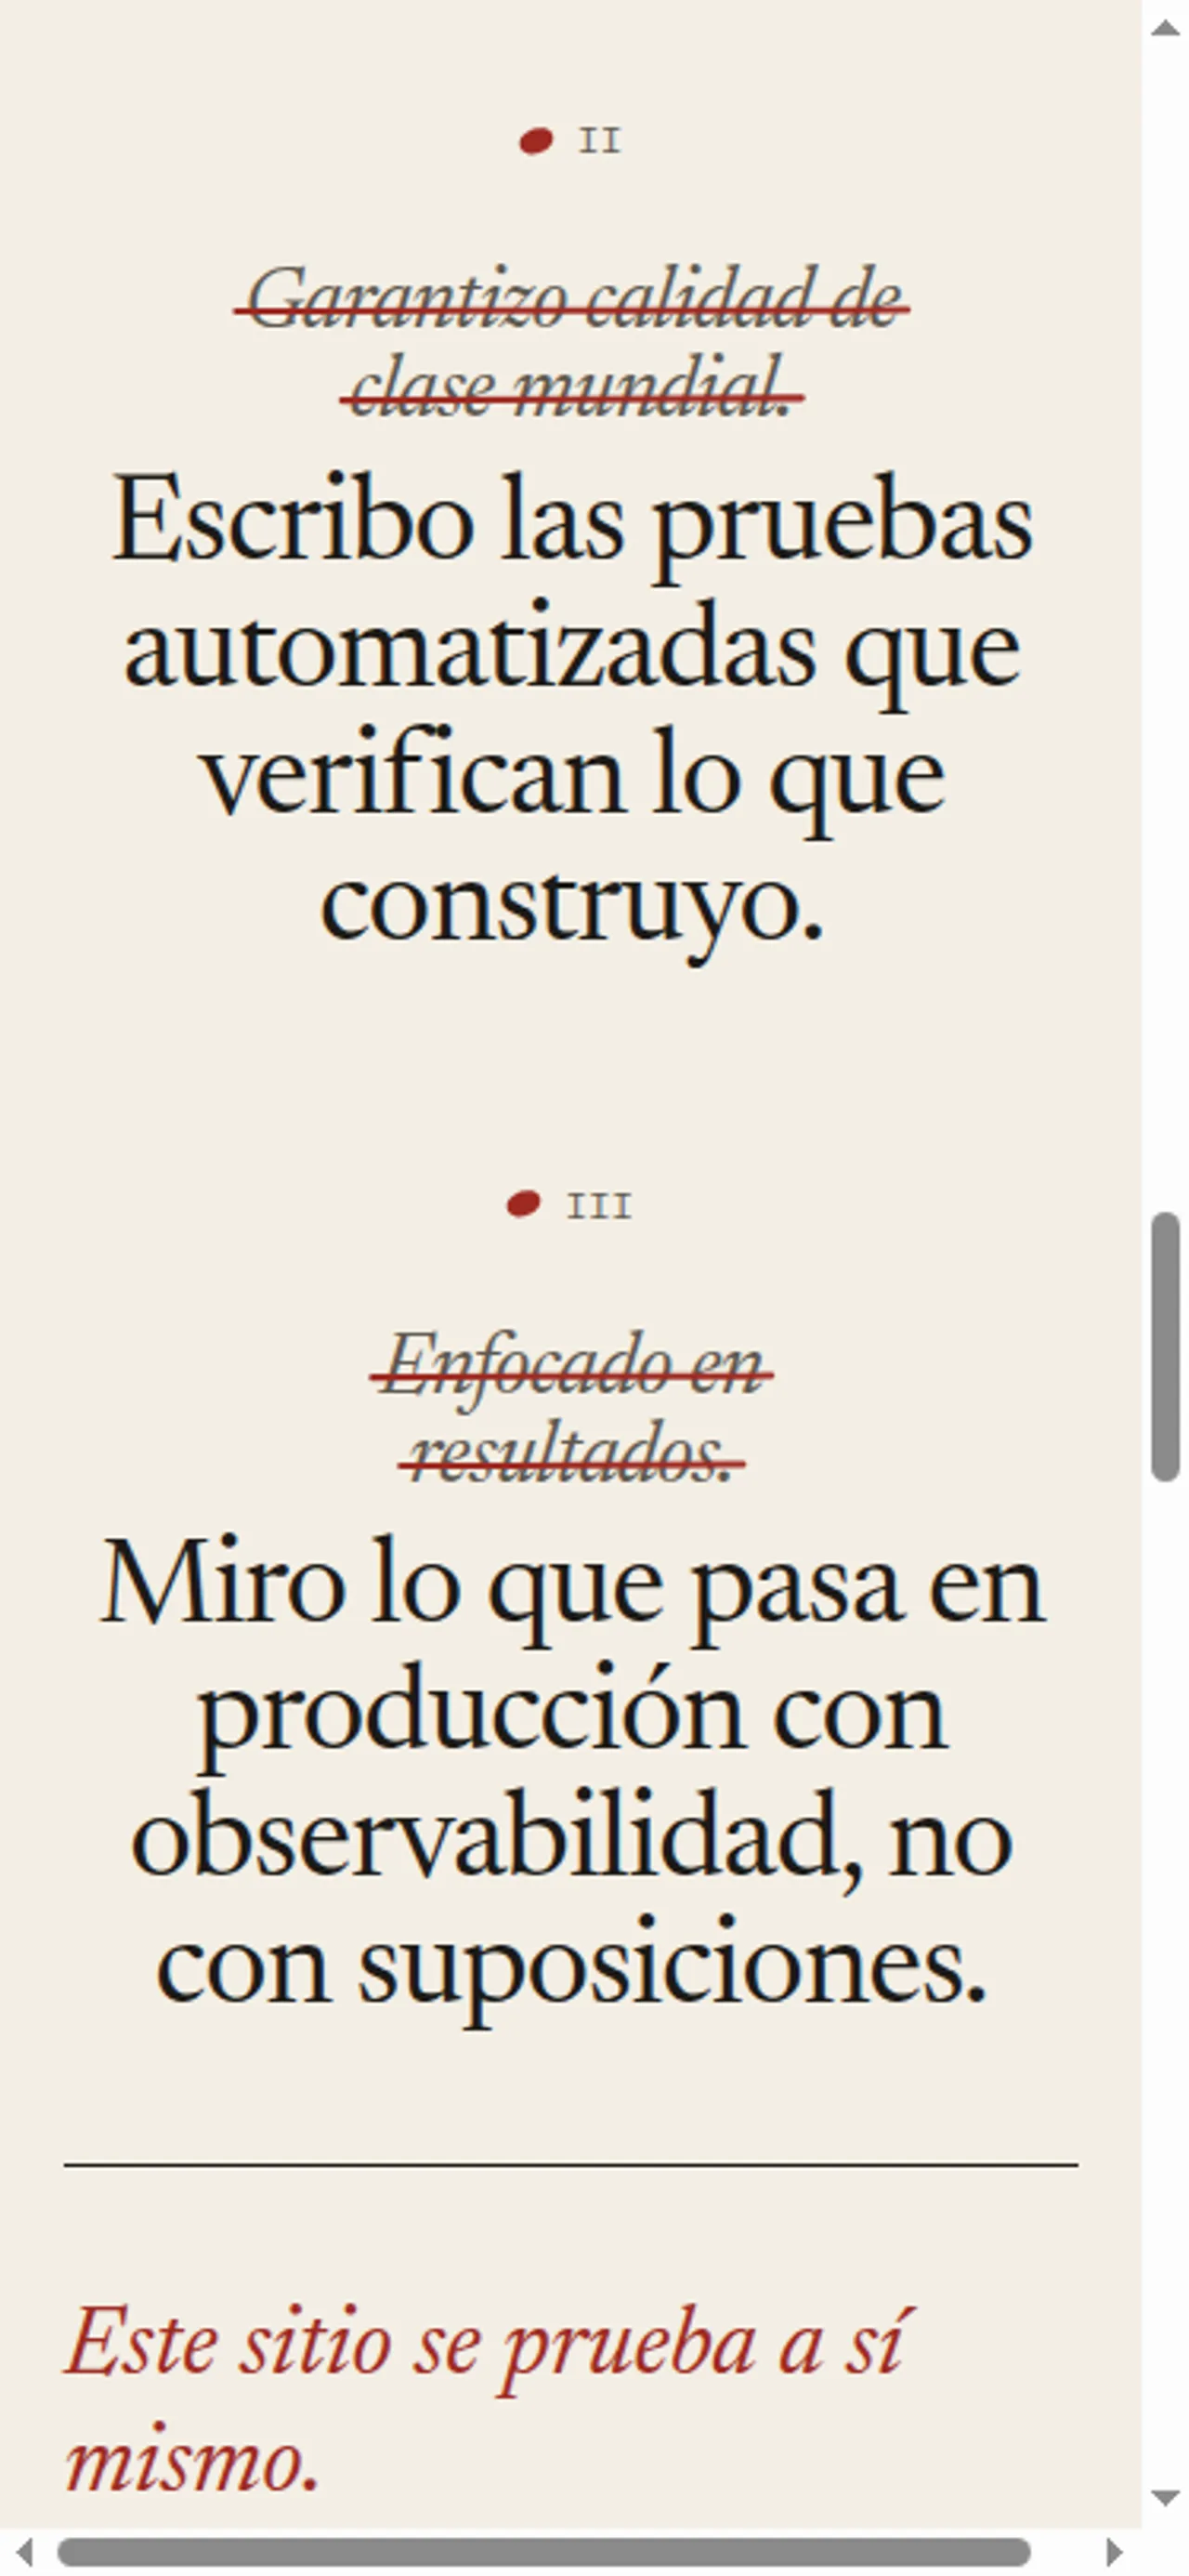 II
Garantizo calidad de
clase mundial.
Escribo las pruebas
automatizadas que
verifican lo que
construyo.
III
Enfocado en
resultados.
Miro lo que pasa en
producción con
observabilidad, no
con suposiciones.
Este sitio se prueba a sí
mismo.